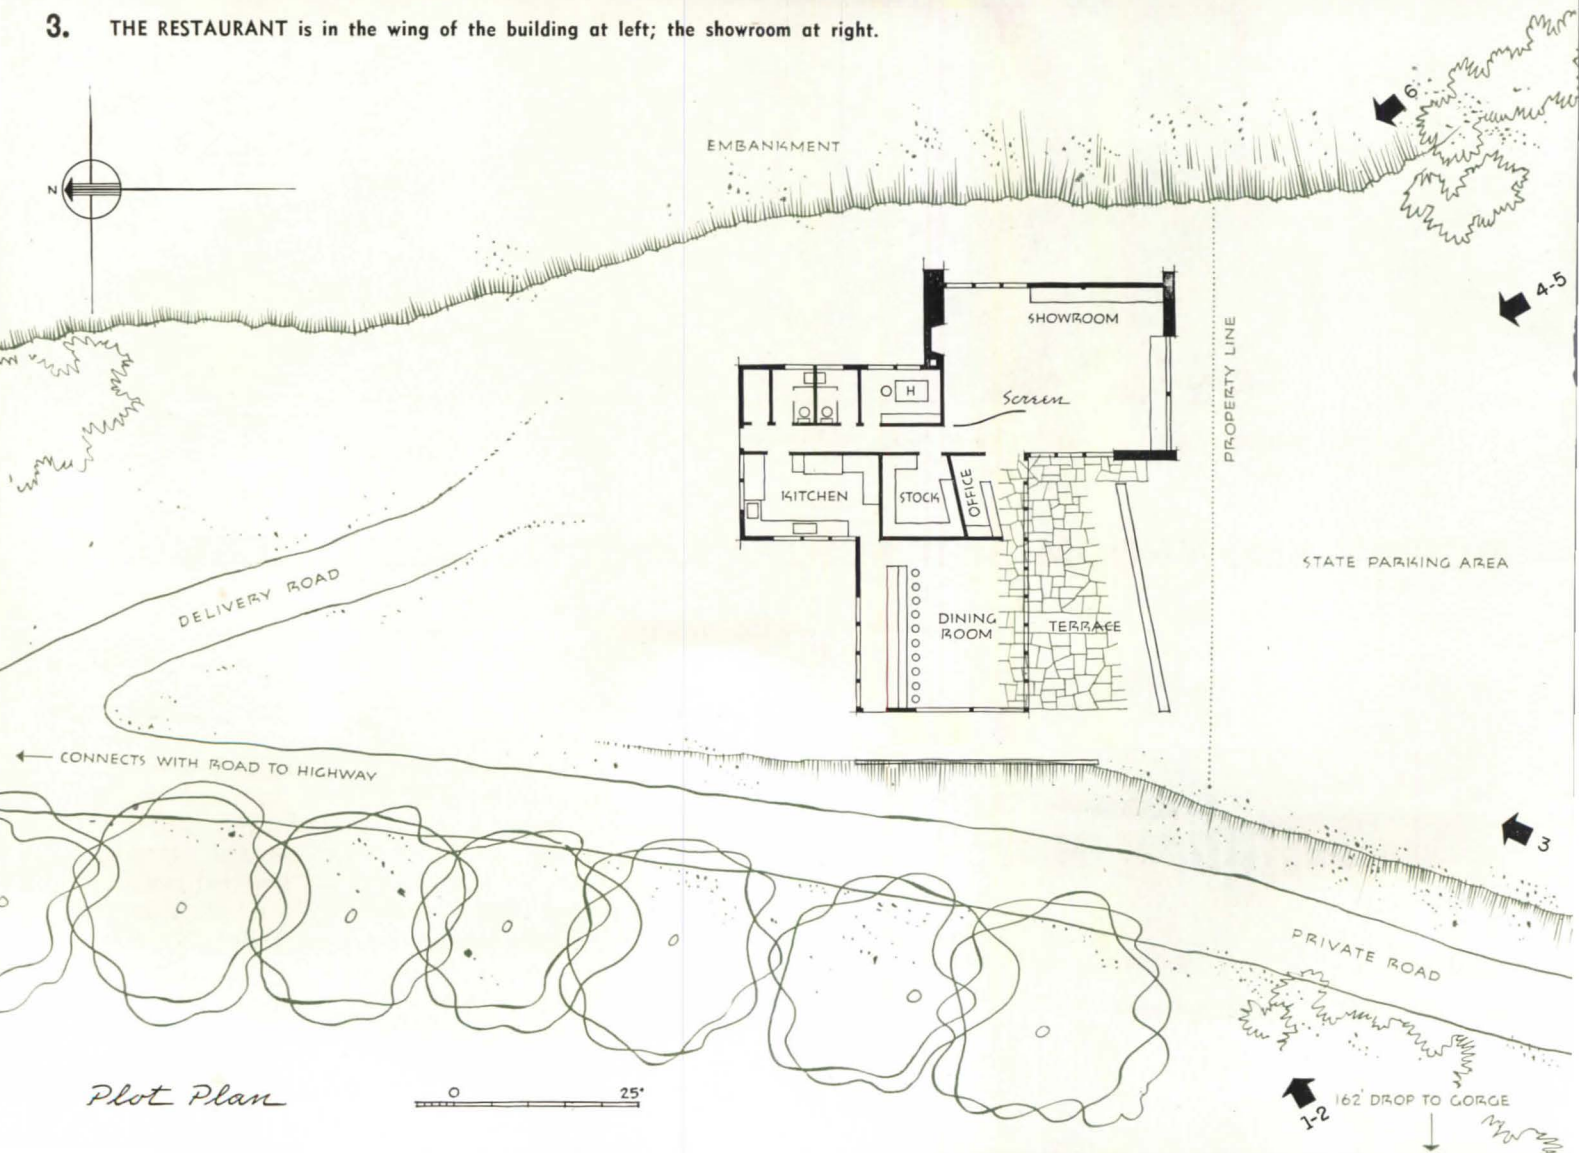 3. THE RESTAURANT is in the wing of the building at left; the showroom at right.
6
EMBANKMENT
N
4-5
SHOWROOM
PROPERTY LINE
H
Screen
KITCHEN
STOCK
OFFICE
STATE PARKING AREA
DELIVERY ROAD
DINING
ROOM
TERRACE
CONNECTS WITH ROAD TO HIGHWAY
3
PRIVATE ROAD
Plot Plan
0 25'
1-2
162' DROP TO GORGE